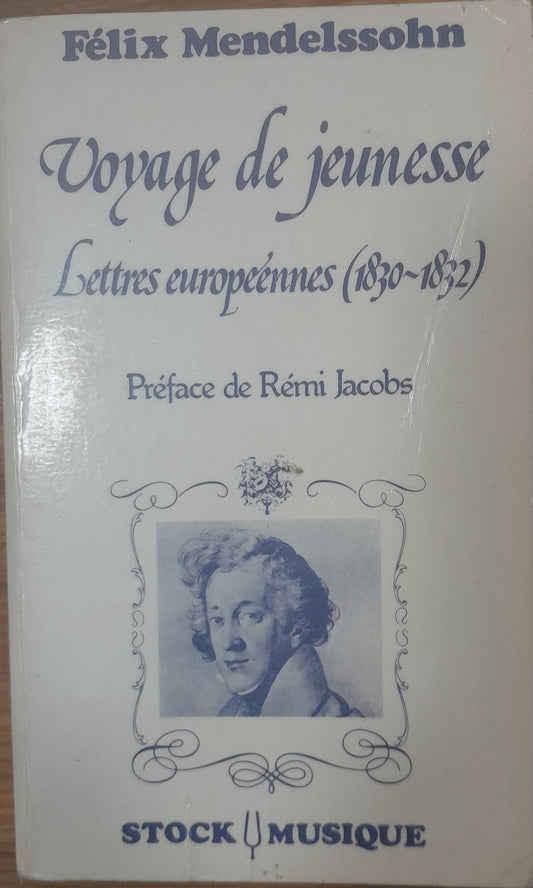 Félix Mendelssohn
Voyage de jeunesse
Lettres européennes (1830~1832)
Préface de Rémi Jacobs
STOCK MUSIQUE